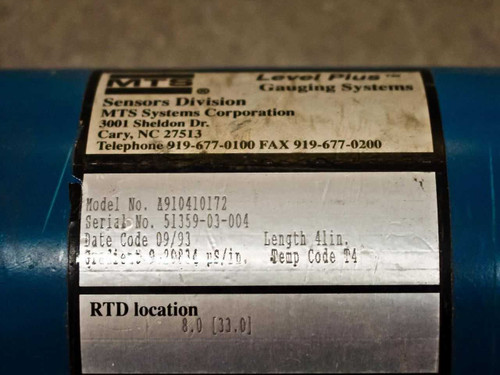 MTS ® Level Plus™
Sensors Division Gauging Systems
MTS Systems Corporation
3001 Sheldon Dr.
Cary, NC 27513
Telephone 919-677-0100 FAX 919-677-0200
Model No. A910410172
Serial No. 51359-03-004
Date Code 09/93 Length 41in.
Gradient µS/in. Temp Code T4
RTD location
8.0 [33.0]